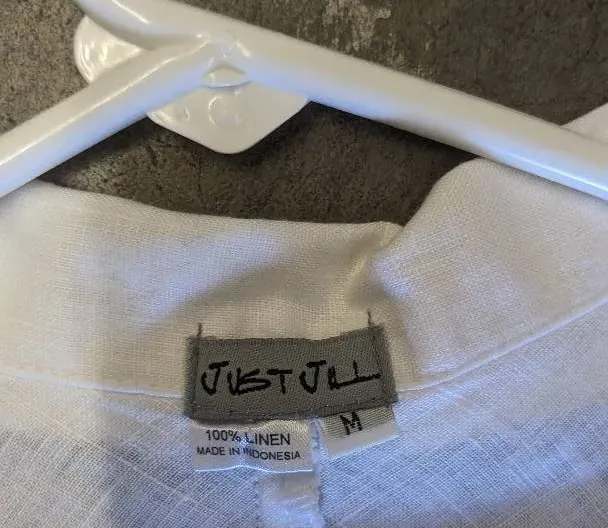 JUST JILL
M
100% LINEN
MADE IN INDONESIA